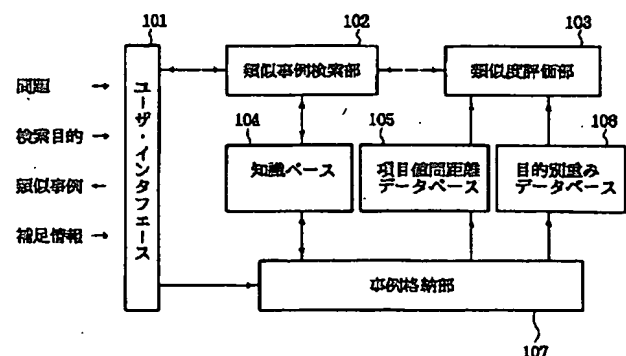 101
102
103
問題
検索目的
類似事例
補足情報
ユーザ・インタフェース
類似事例検索部
類似度評価部
104
105
106
知識ベース
項目値間距離
データベース
目的別重み
データベース
事例格納部
107